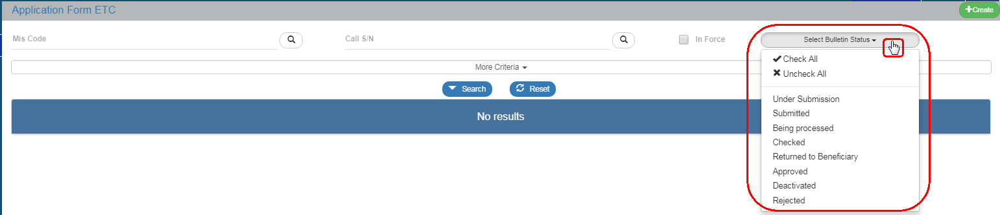 Application Form ETC
Create
Mis Code
Call S/N
In Force
Select Bulletin Status
More Criteria
Search
Reset
No results
Check All
Uncheck All
Under Submission
Submitted
Being processed
Checked
Returned to Beneficiary
Approved
Deactivated
Rejected